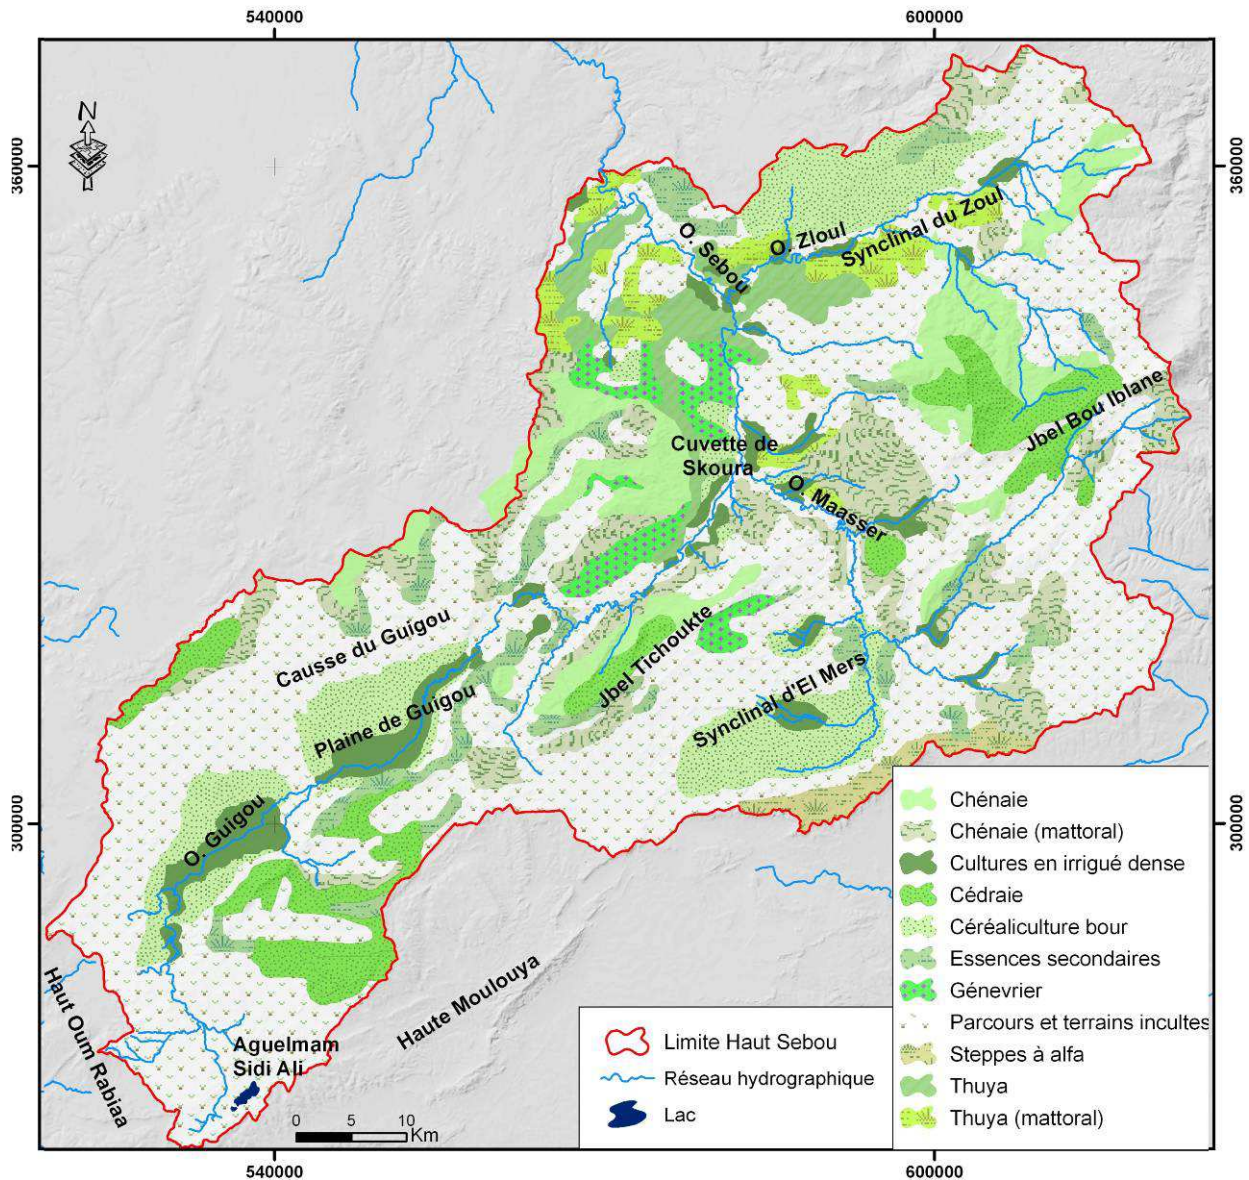 540000
600000
N
360000
360000
O. Sebou
O. Zloul
Synclinal du Zoul
Jbel Bou Iblane
Cuvette de
Skoura
O. Maasser
Causse du Guigou
Jbel Tichoukte
Plaine de Guigou
Synclinal d'El Mers
O. Guigou
300000
300000
Haut Oum Rabiaa
Haute Moulouya
Aguelmam
Sidi Ali
0 5 10
Km
Limite Haut Sebou
Réseau hydrographique
Lac
Chénaie
Chénaie (mattoral)
Cultures en irrigué dense
Cédraie
Céréaliculture bour
Essences secondaires
Génevrier
Parcours et terrains incultes
Steppes à alfa
Thuya
Thuya (mattoral)
540000
600000